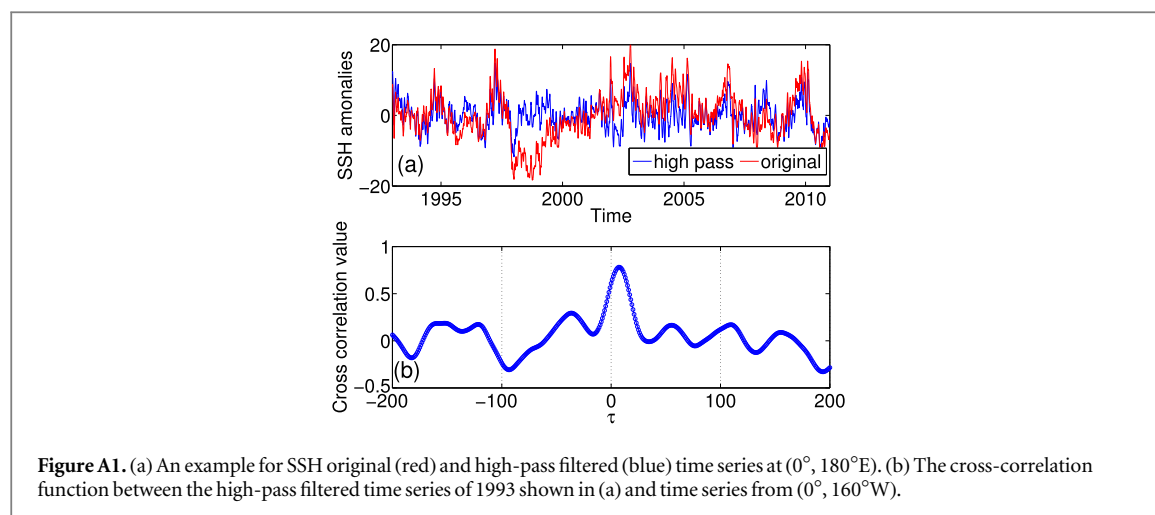 20
0
−20
SSH amonalies
(a)
high pass
original
1995
2000
2005
2010
Time
1
0.5
0
−0.5
Cross correlation value
(b)
−200
−100
0
100
200
τ
Figure A1. (a) An example for SSH original (red) and high-pass filtered (blue) time series at (0°, 180°E). (b) The cross-correlation
function between the high-pass filtered time series of 1993 shown in (a) and time series from (0°, 160°W).